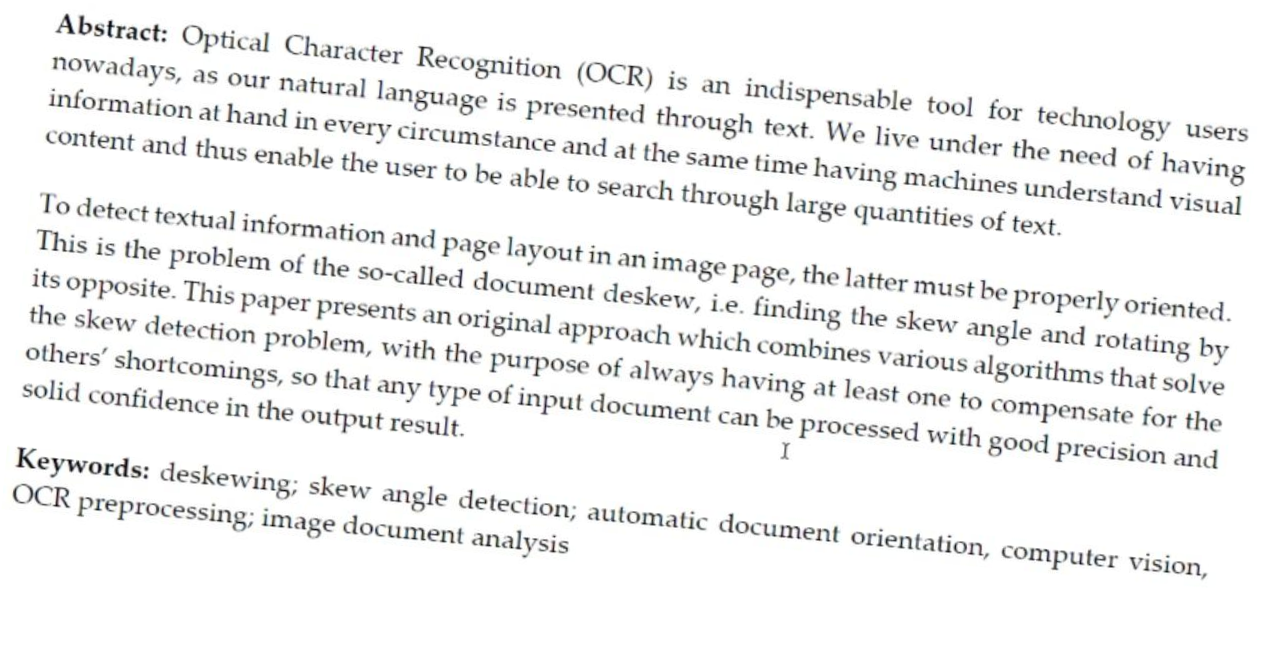 Abstract: Optical Character Recognition (OCR) is an indispensable tool for technology users
nowadays, as our natural language is presented through text. We live under the need of having
information at hand in every circumstance and at the same time having machines understand visual
content and thus enable the user to be able to search through large quantities of text.
To detect textual information and page layout in an image page, the latter must be properly oriented.
This is the problem of the so-called document deskew, i.e. finding the skew angle and rotating by
its opposite. This paper presents an original approach which combines various algorithms that solve
the skew detection problem, with the purpose of always having at least one to compensate for the
others’ shortcomings, so that any type of input document can be processed with good precision and
solid confidence in the output result.
Keywords: deskewing; skew angle detection; automatic document orientation, computer vision,
OCR preprocessing; image document analysis